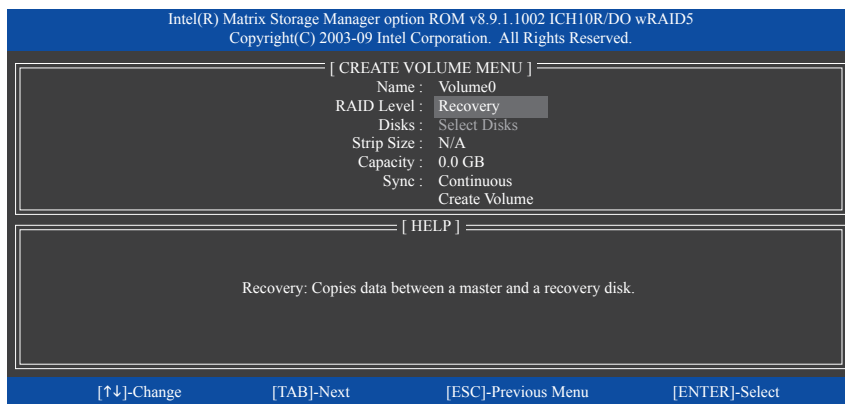 Intel(R) Matrix Storage Manager option ROM v8.9.1.1002 ICH10R/DO wRAID5
Copyright(C) 2003-09 Intel Corporation. All Rights Reserved.
[ CREATE VOLUME MENU ]
Name : Volume0
RAID Level : Recovery
Disks : Select Disks
Strip Size : N/A
Capacity : 0.0 GB
Sync : Continuous
Create Volume
[ HELP ]
Recovery: Copies data between a master and a recovery disk.
[↑↓]-Change [TAB]-Next [ESC]-Previous Menu [ENTER]-Select